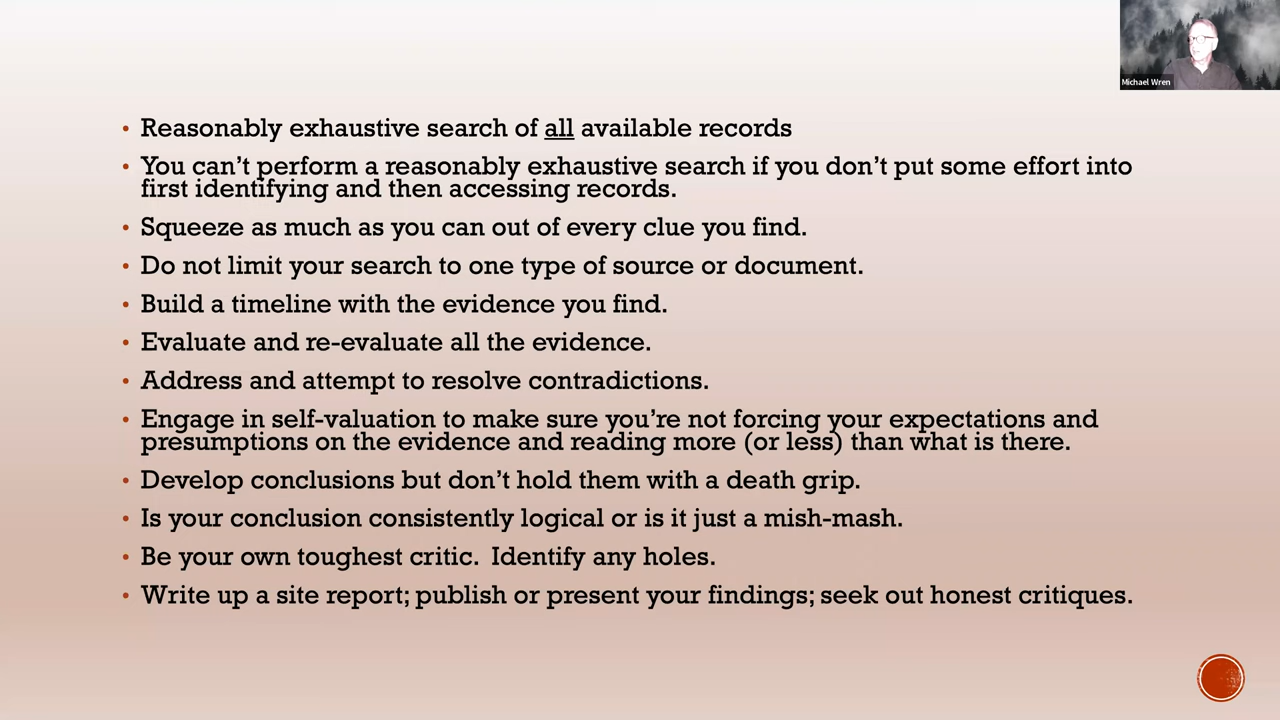 Michael Wren
• Reasonably exhaustive search of all available records
• You can't perform a reasonably exhaustive search if you don't put some effort into
first identifying and then accessing records.
• Squeeze as much as you can out of every clue you find.
• Do not limit your search to one type of source or document.
• Build a timeline with the evidence you find.
• Evaluate and re-evaluate all the evidence.
• Address and attempt to resolve contradictions.
• Engage in self-valuation to make sure you're not forcing your expectations and
presumptions on the evidence and reading more (or less) than what is there.
• Develop conclusions but don't hold them with a death grip.
• Is your conclusion consistently logical or is it just a mish-mash.
• Be your own toughest critic.  Identify any holes.
• Write up a site report; publish or present your findings; seek out honest critiques.